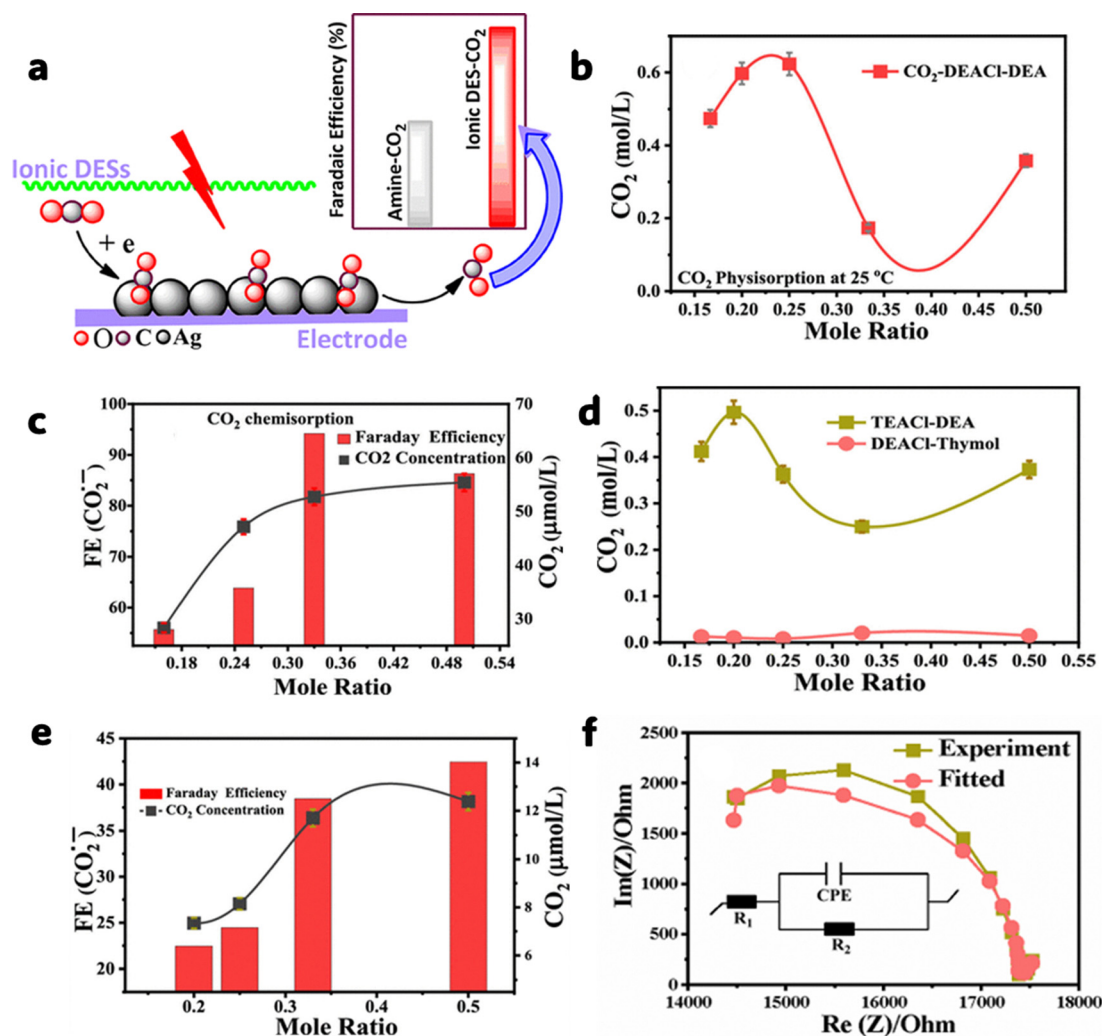 a
Faradaic Efficiency (%)
Amine-CO₂
Ionic DES-CO₂
Ionic DESs
+ e
O C Ag
Electrode
b
CO₂-DEACl-DEA
CO₂ (mol/L)
0.6
0.4
0.2
0.0
CO₂ Physisorption at 25 °C
0.15 0.20 0.25 0.30 0.35 0.40 0.45 0.50
Mole Ratio
c
CO₂ chemisorption
Faraday Efficiency
CO2 Concentration
FE (CO₂·⁻)
100
90
80
70
60
CO₂ (μmol/L)
70
60
50
40
30
0.18 0.24 0.30 0.36 0.42 0.48 0.54
Mole Ratio
d
TEACl-DEA
DEACl-Thymol
CO₂ (mol/L)
0.5
0.4
0.3
0.2
0.1
0.0
0.15 0.20 0.25 0.30 0.35 0.40 0.45 0.50 0.55
Mole Ratio
e
Faraday Efficiency
CO₂ Concentration
FE (CO₂·⁻)
45
40
35
30
25
20
CO₂ (μmol/L)
14
12
10
8
6
0.2 0.3 0.4 0.5
Mole Ratio
f
Experiment
Fitted
Im(Z)/Ohm
2500
2000
1500
1000
500
0
CPE
R₁
R₂
14000 15000 16000 17000 18000
Re (Z)/Ohm